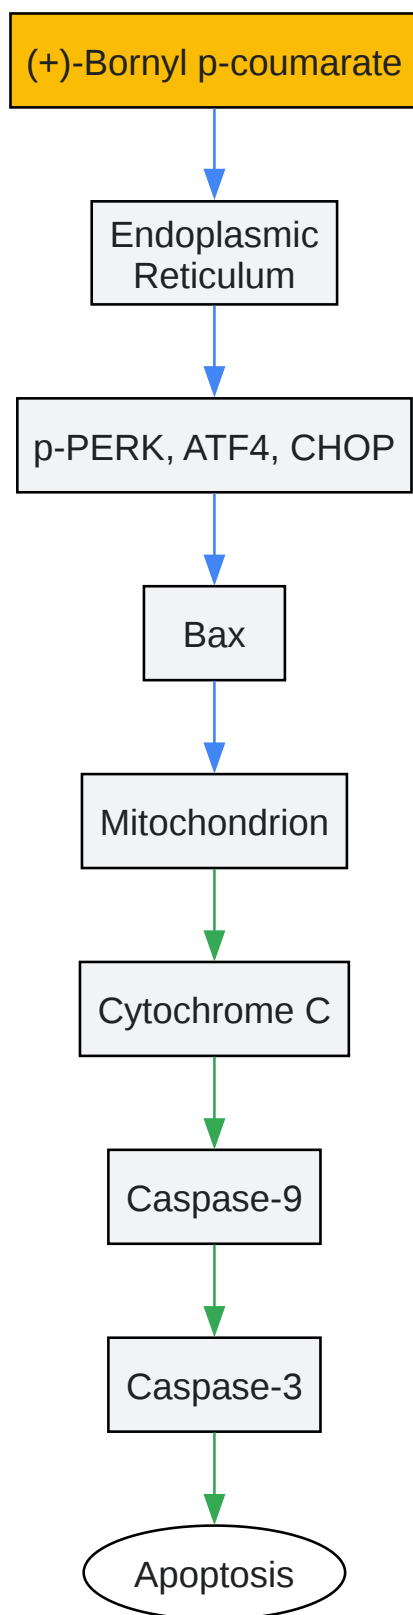 (+)-Bornyl p-coumarate
Endoplasmic
Reticulum
p-PERK, ATF4, CHOP
Bax
Mitochondrion
Cytochrome C
Caspase-9
Caspase-3
Apoptosis